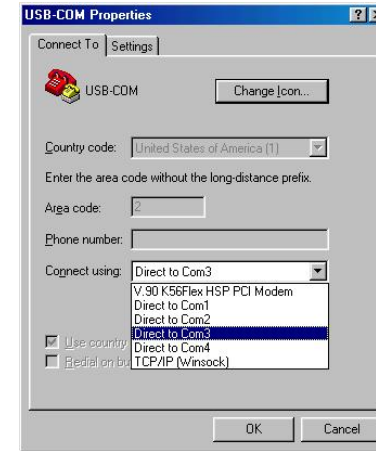 USB-COM Properties
Connect To Settings
USB-COM Change Icon...
Country code: United States of America (1)
Enter the area code without the long-distance prefix.
Area code: 2
Phone number:
Connect using: Direct to Com3
V.90 K56Flex HSP PCI Modem
Direct to Com1
Direct to Com2
Direct to Com3
Direct to Com4
Use country
TCP/IP (Winsock)
Redial on bu
OK Cancel